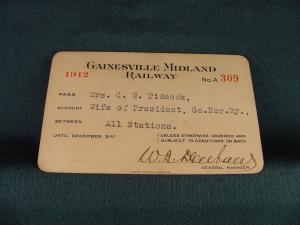 GAINESVILLE MIDLAND
RAILWAY
1912 No. A 309
PASS Mrs. C. W. Pidcock,
ACCOUNT Wife of President, Ga.Nor.Ry.,
BETWEEN All Stations.
UNTIL DECEMBER 31ST UNLESS OTHERWISE ORDERED AND
SUBJECT TO CONDITIONS ON BACK
GENERAL MANAGER